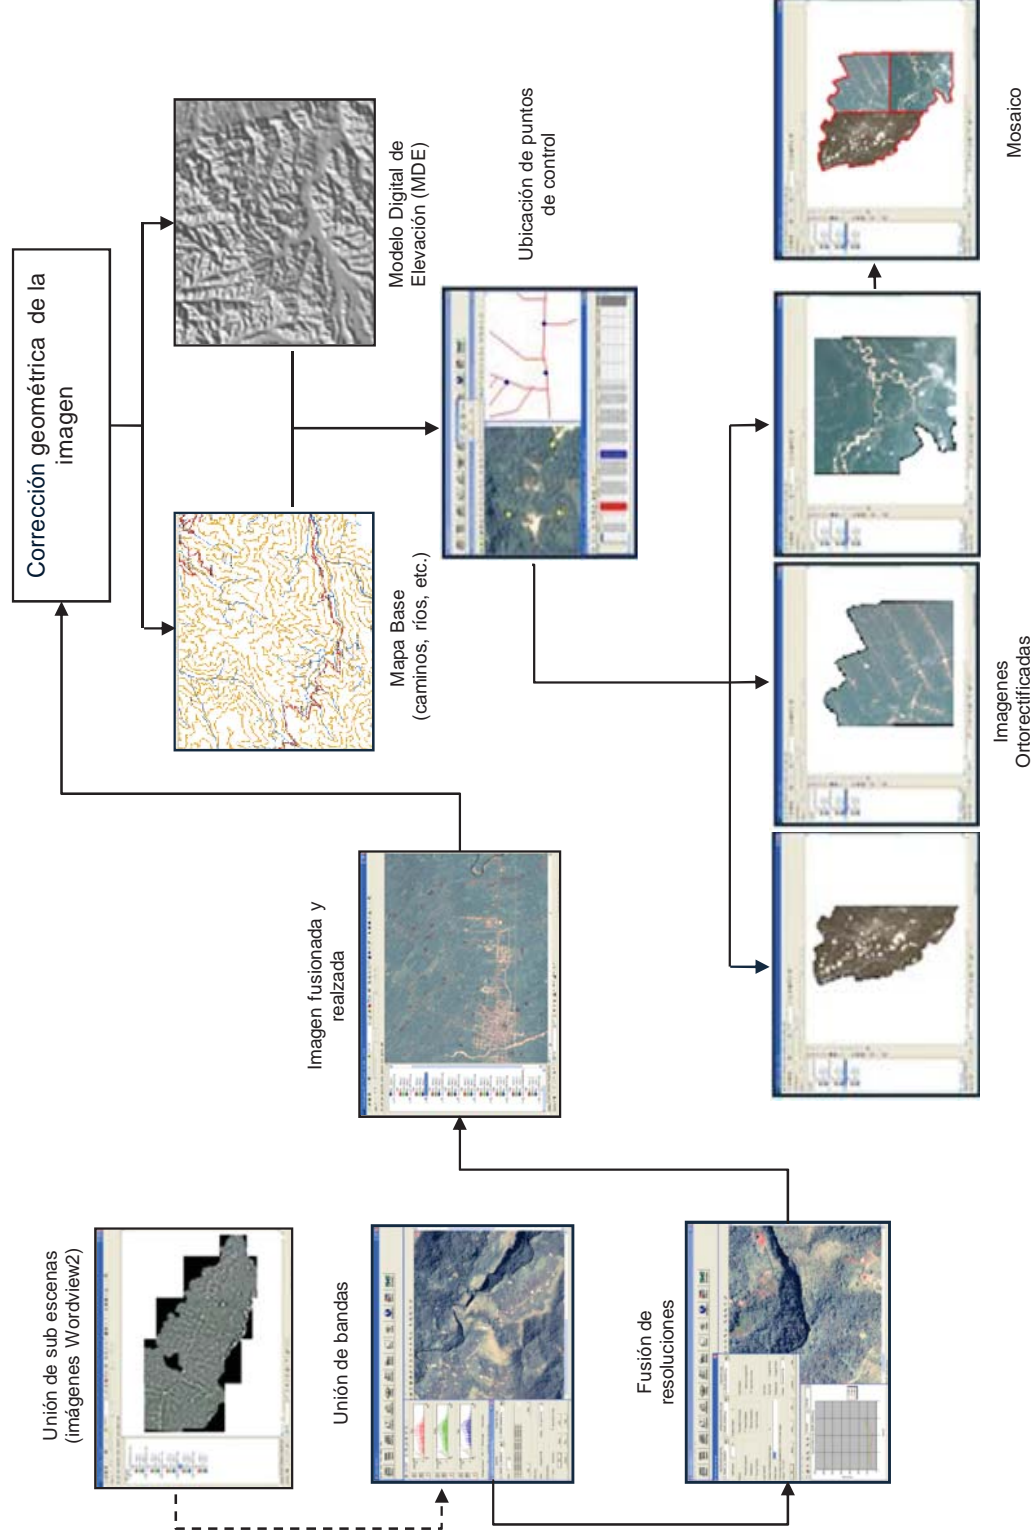 Unión de sub escenas
(imágenes Wordview2)
Unión de bandas
Fusión de
resoluciones
Imagen fusionada y
realzada
Corrección geométrica de la
imagen
Mapa Base
(caminos, ríos, etc.)
Modelo Digital de
Elevación (MDE)
Ubicación de puntos
de control
Imagenes
Ortorectificadas
Mosaico